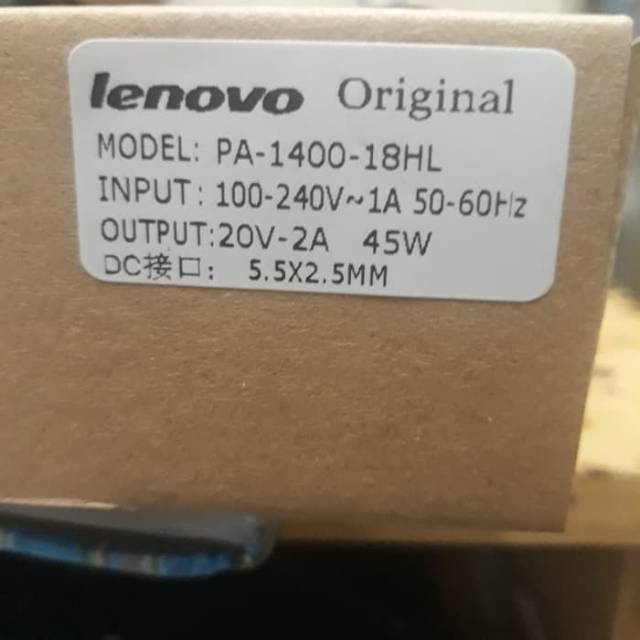 lenovo Original
MODEL: PA-1400-18HL
INPUT: 100-240V~1A 50-60Hz
OUTPUT:20V-2A 45W
DC接口: 5.5X2.5MM